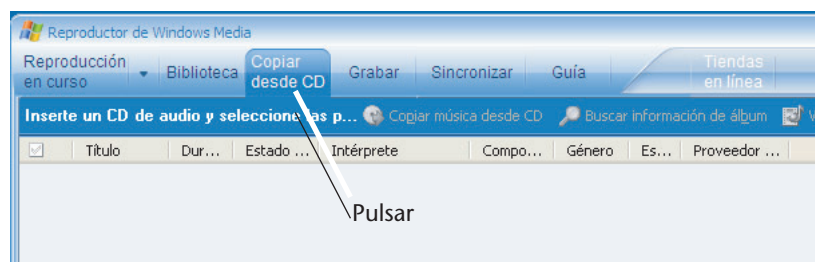 Reproductor de Windows Media
Reproducción en curso
Biblioteca
Copiar desde CD
Grabar
Sincronizar
Guía
Tiendas en línea
Inserte un CD de audio y seleccione las p...
Copiar música desde CD
Buscar información de álbum
Título
Dur...
Estado ...
Intérprete
Compo...
Género
Es...
Proveedor ...
Pulsar